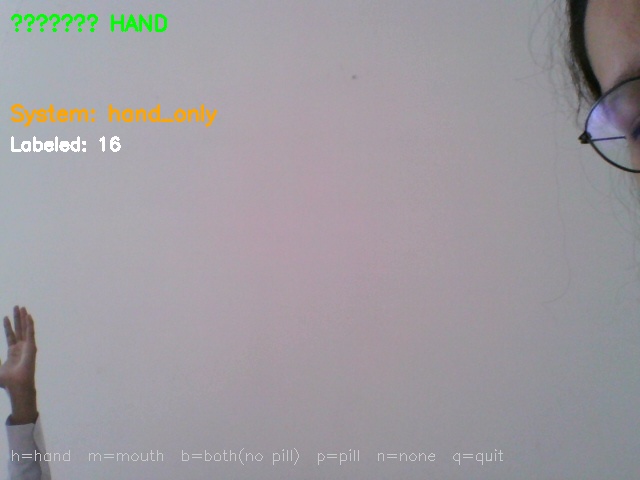 ??????? HAND
System: hand_only
Labeled: 16
h=hand m=mouth b=both(no pill) p=pill n=none q=quit